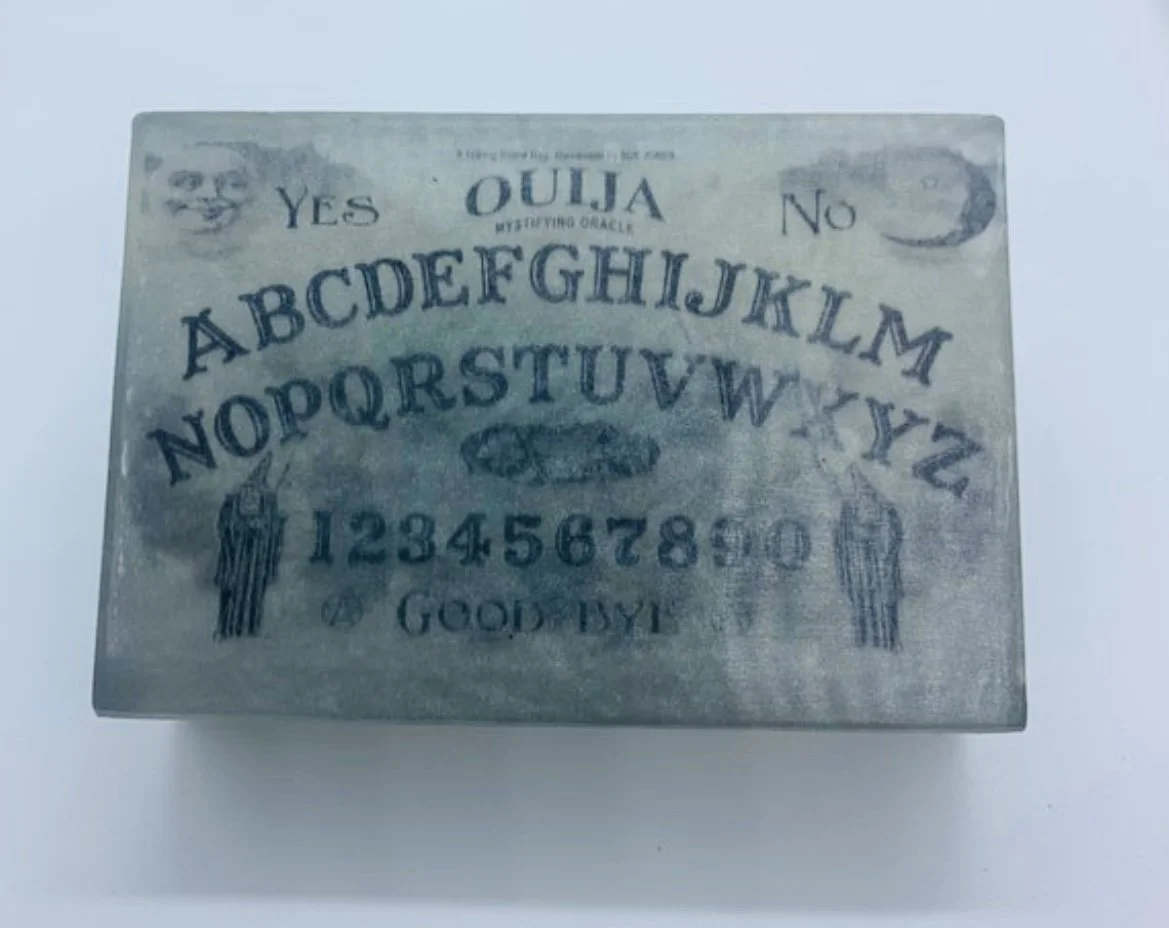 YES
OUIJA
NO
MYSTIFYING ORACLE
ABCDEFGHIJKLM
NOPQRSTUVWXYZ
1234567890
GOOD BYE